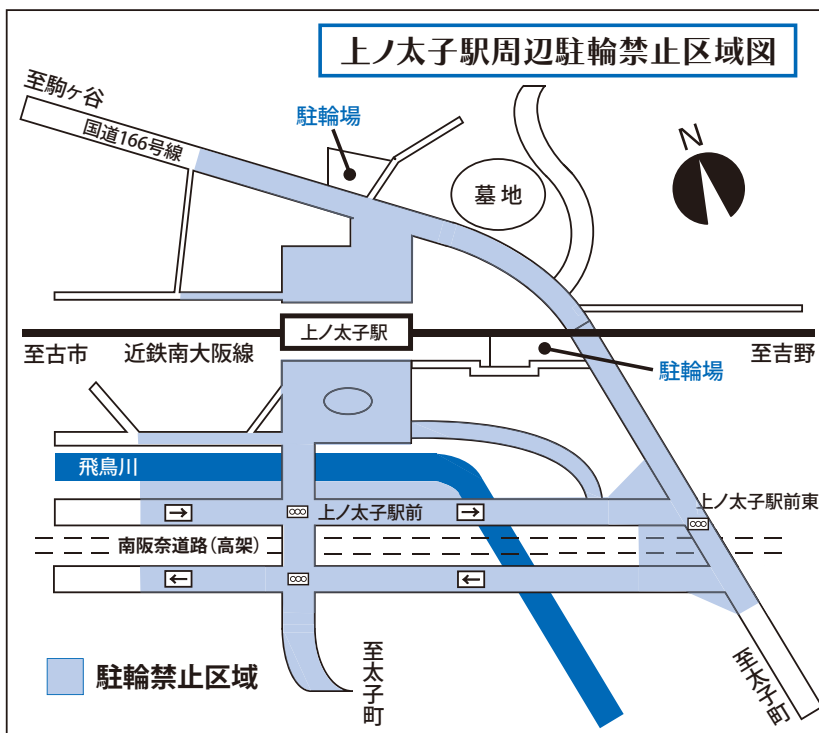 上ノ太子駅周辺駐輪禁止区域図
至駒ヶ谷
国道166号線
駐輪場
墓地
N
上ノ太子駅
至古市
近鉄南大阪線
至吉野
駐輪場
飛鳥川
上ノ太子駅前
上ノ太子駅前東
南阪奈道路(高架)
駐輪禁止区域
至太子町
至太子町